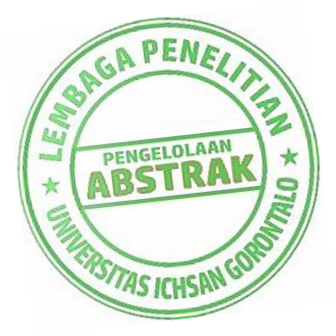 LEMBAGA PENELITIAN
PENGELOLAAN
ABSTRAK
UNIVERSITAS ICHSAN GORONTALO